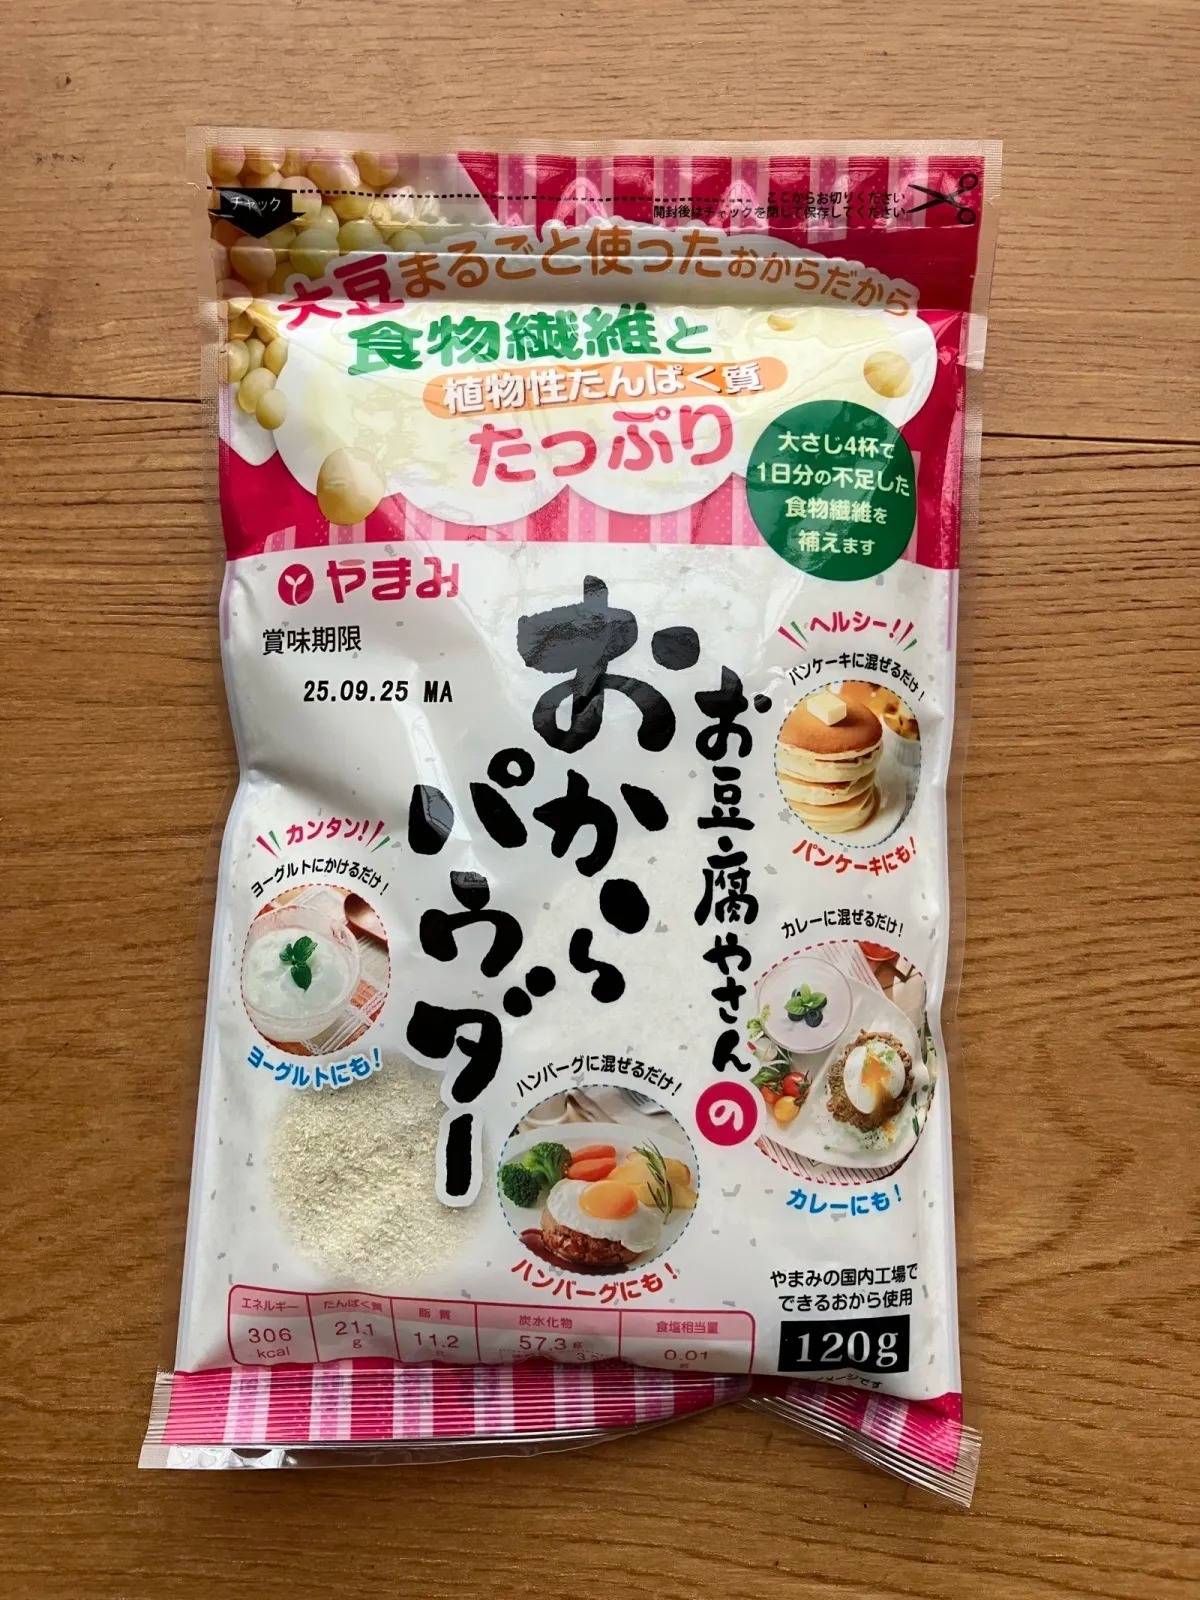 チャック
ここからお切りください
開封後はチャックを閉じて保存してください
大豆まるごと使ったおからだから
食物繊維と
植物性たんぱく質
たっぷり
大さじ4杯で
1日分の不足した
食物繊維を
補えます
やまみ
賞味期限
25.09.25 MA
お豆腐やさんの
おから
パウダー
ヘルシー!
パンケーキに混ぜるだけ!
パンケーキにも!
カンタン!
ヨーグルトにかけるだけ!
ヨーグルトにも!
カレーに混ぜるだけ!
カレーにも!
ハンバーグに混ぜるだけ!
ハンバーグにも!
やまみの国内工場で
できるおから使用
120g
イメージです
エネルギー
306
kcal
たんぱく質
21.1
g
脂質
11.2
g
炭水化物
57.3g
食塩相当量
0.01
g